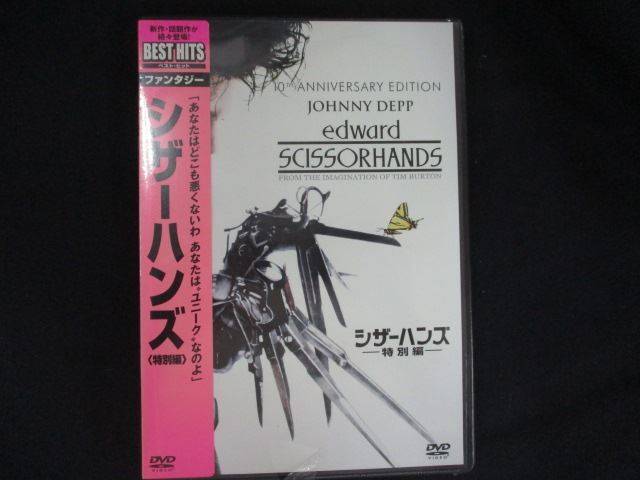 新作・話題作が
続々登場!
BEST HITS
ベスト・ヒット
ファンタジー
「あなたはどこも悪くないわ あなたは"ユニーク"なのよ」
シザーハンズ
〈特別編〉
DVD
VIDEO
10TH ANNIVERSARY EDITION
JOHNNY DEPP
edward
SCISSORHANDS
FROM THE IMAGINATION OF TIM BURTON
シザーハンズ
特別編
DVD
VIDEO